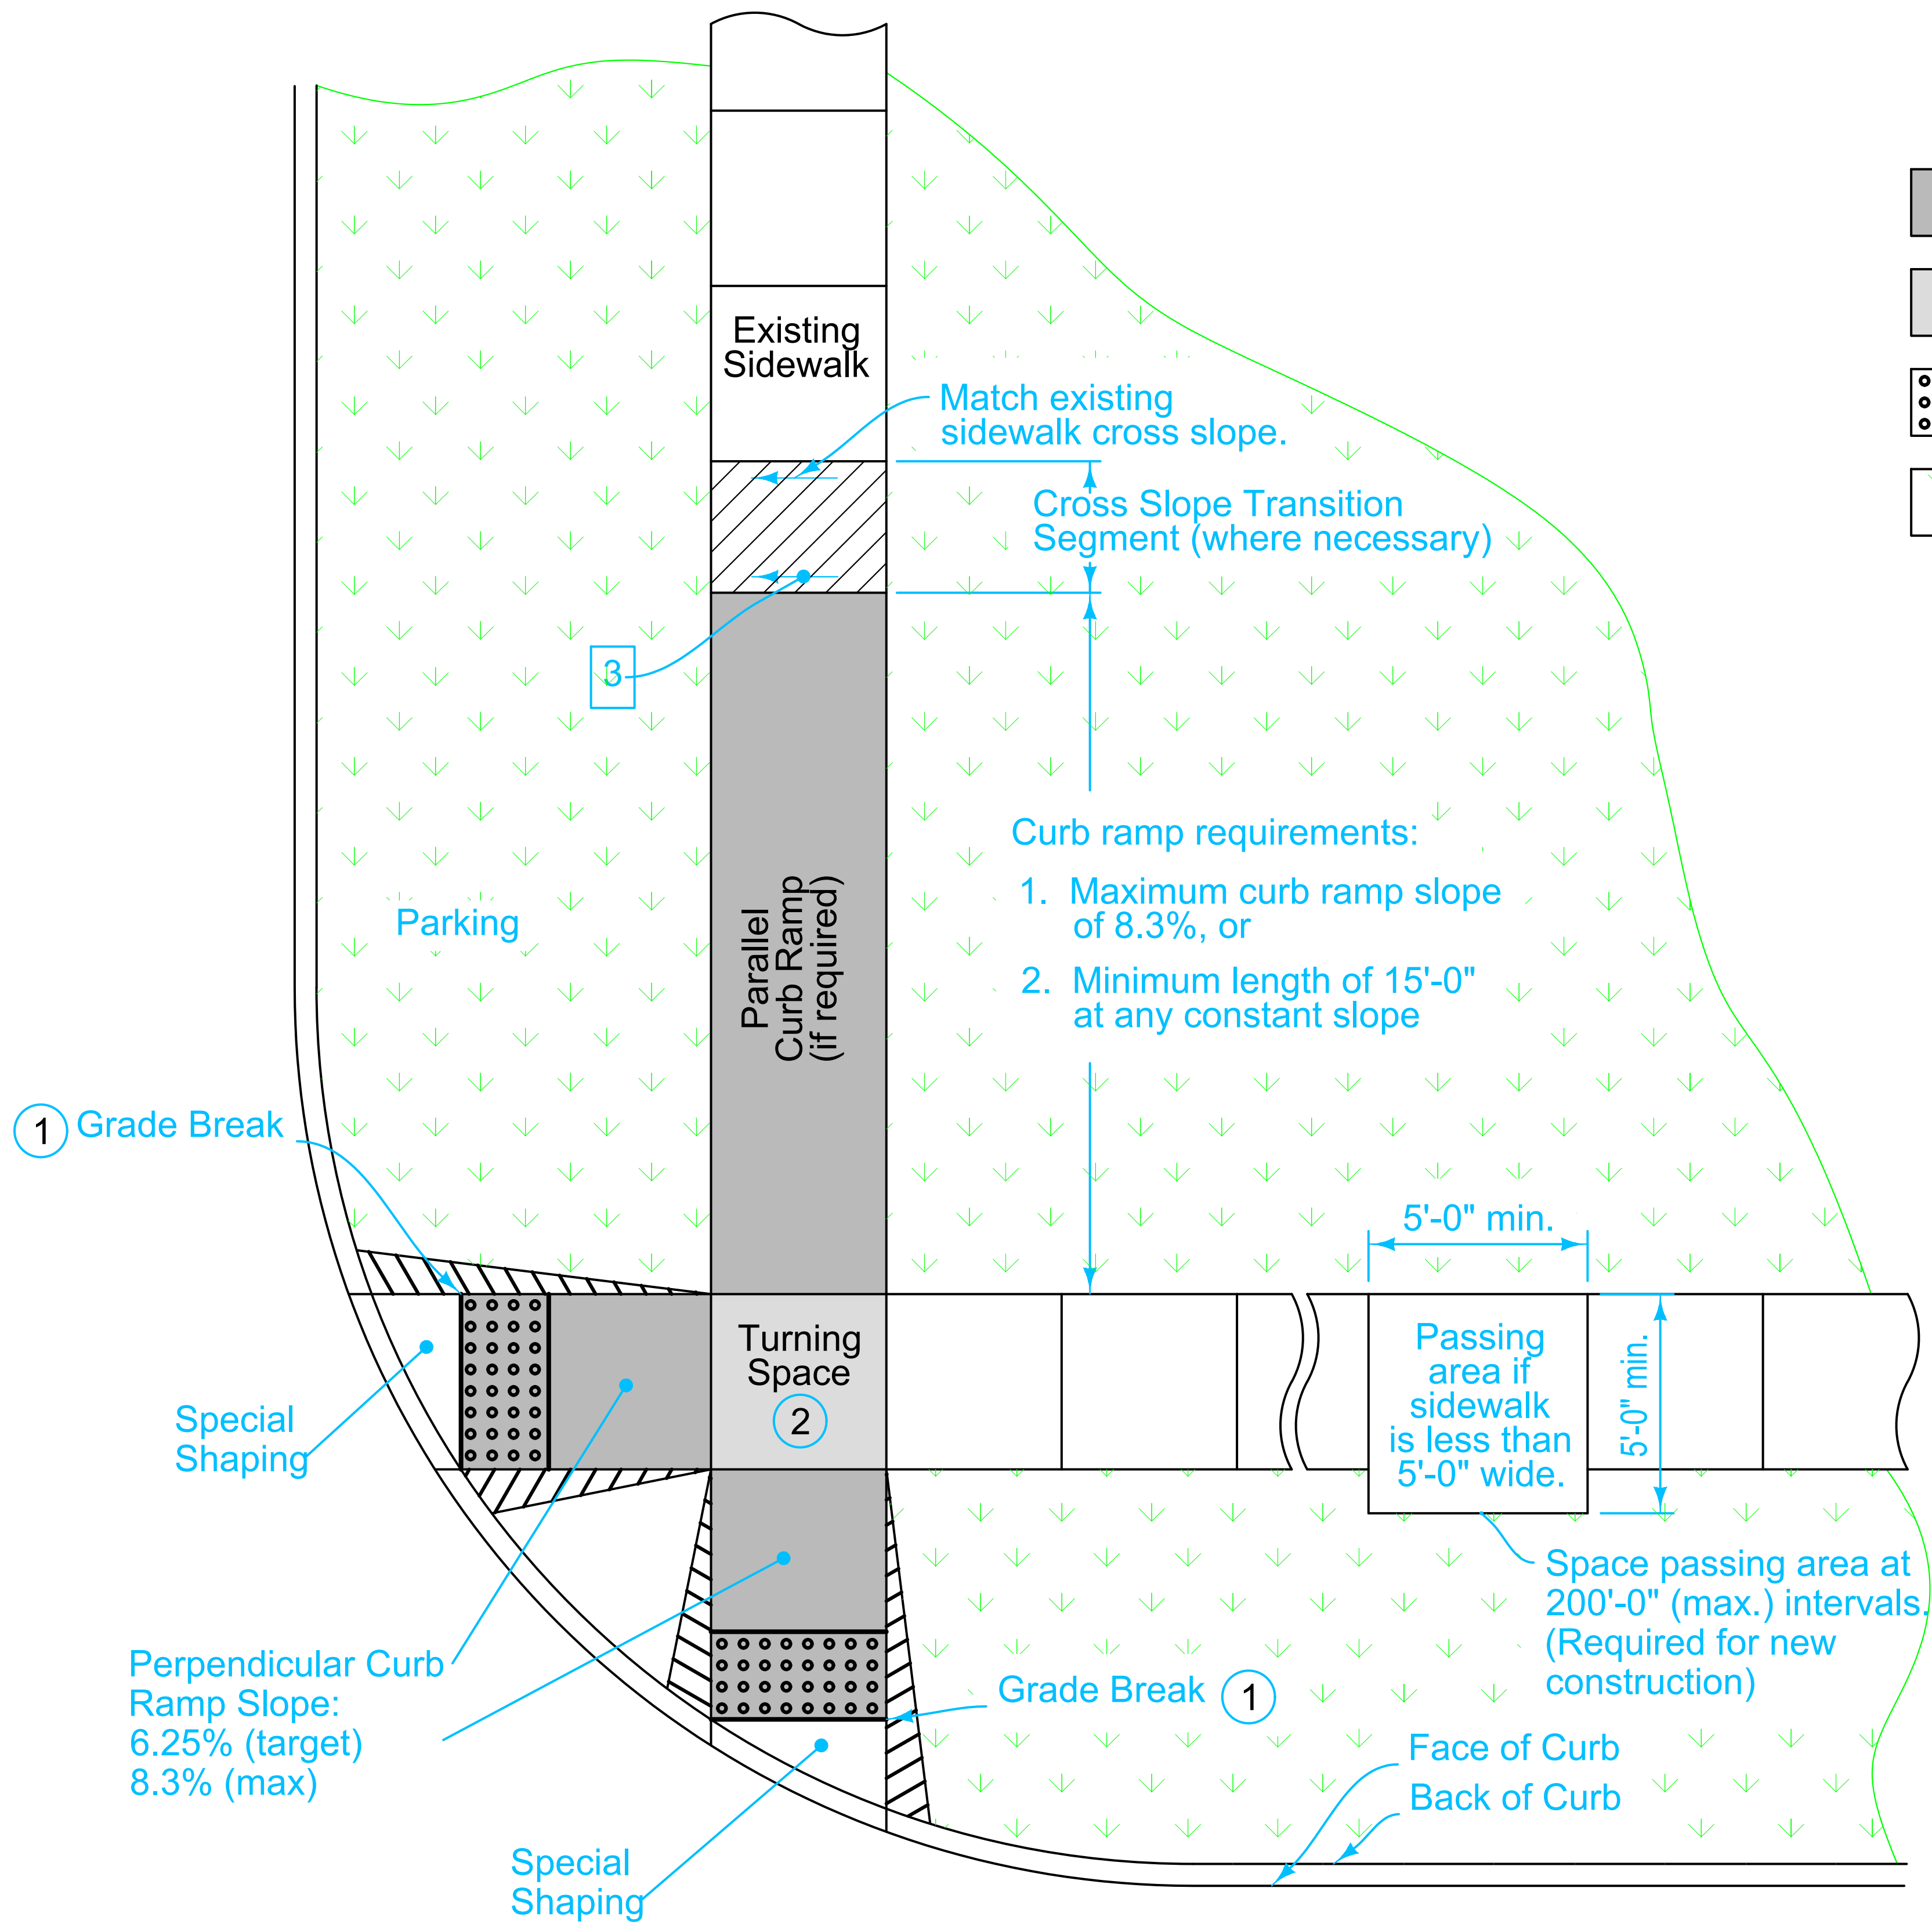 Existing
Sidewalk
Match existing
sidewalk cross slope.
Cross Slope Transition
Segment (where necessary)
3
Curb ramp requirements:
1. Maximum curb ramp slope
of 8.3%, or
2. Minimum length of 15'-0"
at any constant slope
Parking
Parallel
Curb Ramp
(if required)
1 Grade Break
5'-0" min.
Turning
Space
2
Passing
area if
sidewalk
is less than
5'-0" wide.
5'-0" min.
Special
Shaping
Space passing area at
200'-0" (max.) intervals.
(Required for new
construction)
Perpendicular Curb
Ramp Slope:
6.25% (target)
8.3% (max)
Grade Break 1
Face of Curb
Back of Curb
Special
Shaping